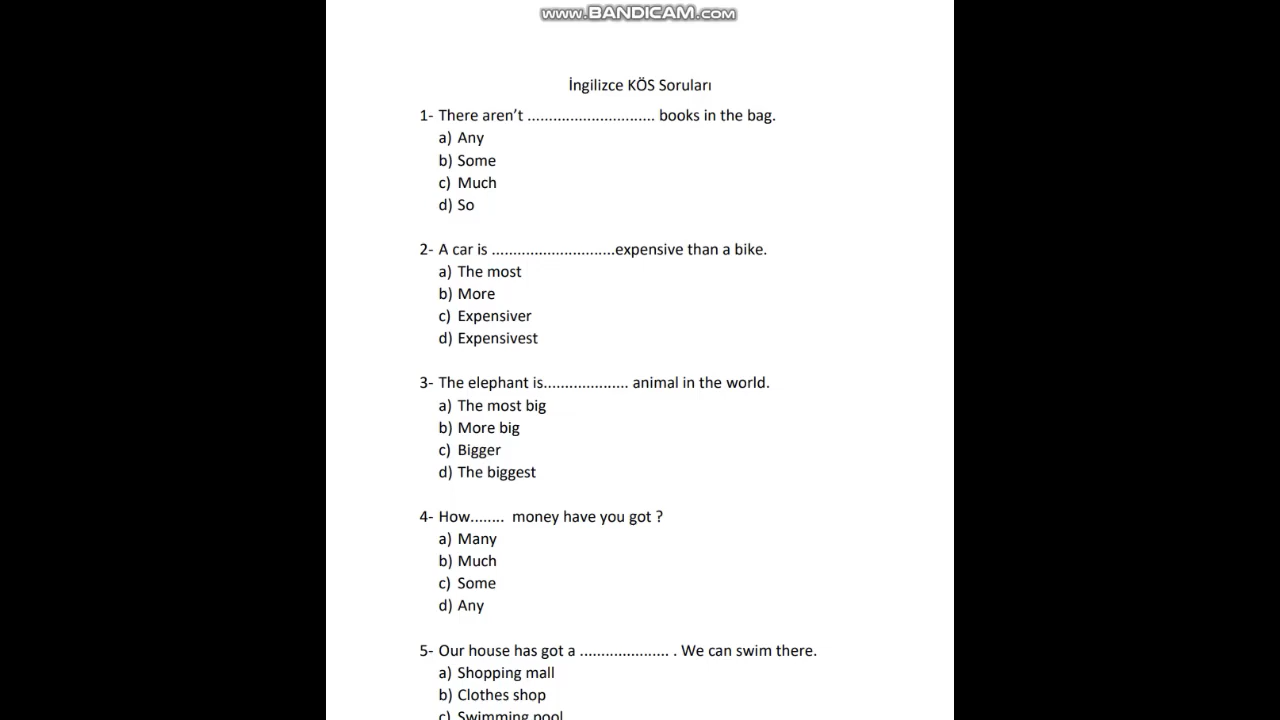 www.BANDICAM.com
İngilizce KÖS Soruları
1- There aren’t .............................. books in the bag.
a) Any
b) Some
c) Much
d) So
2- A car is .............................expensive than a bike.
a) The most
b) More
c) Expensiver
d) Expensivest
3- The elephant is.................... animal in the world.
a) The most big
b) More big
c) Bigger
d) The biggest
4- How........ money have you got ?
a) Many
b) Much
c) Some
d) Any
5- Our house has got a ..................... . We can swim there.
a) Shopping mall
b) Clothes shop
c) Swimming pool